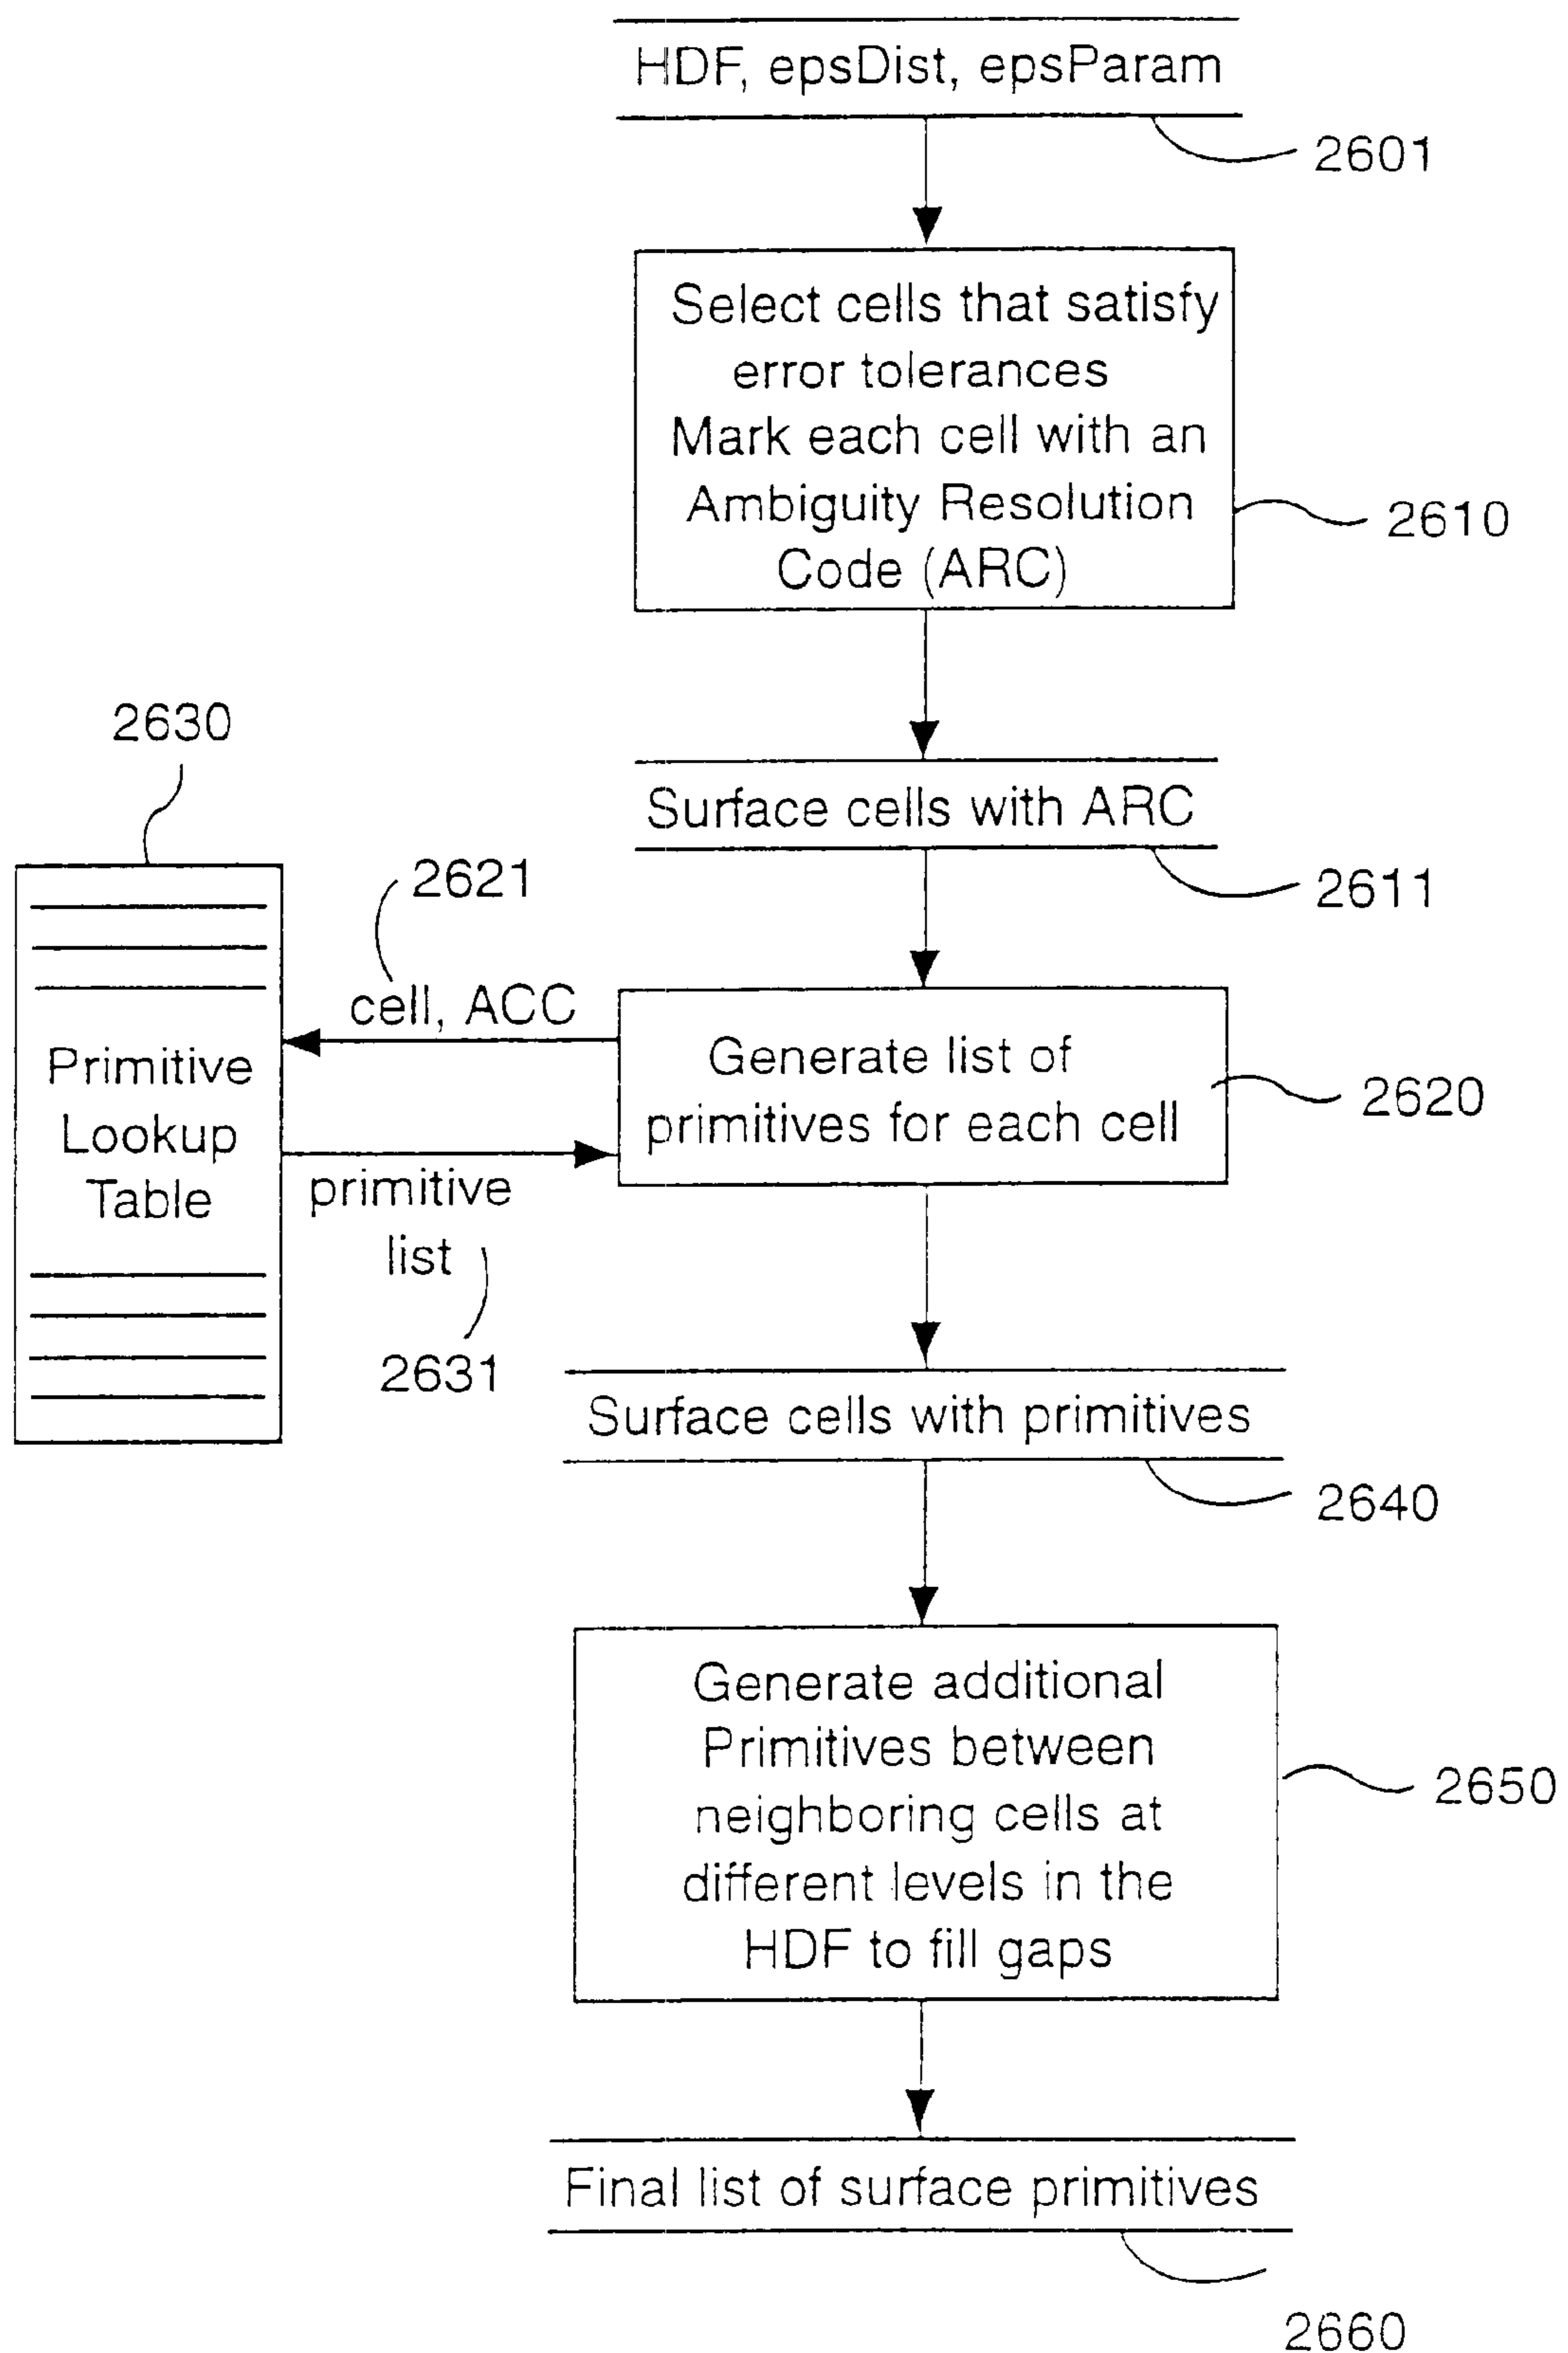 HDF, epsDist, epsParam
2601
Select cells that satisfy
error tolerances
Mark each cell with an
Ambiguity Resolution
Code (ARC)
2610
2630
Surface cells with ARC
2611
2621
cell, ACC
Primitive
Lookup
Table
Generate list of
primitives for each cell
2620
primitive
list
2631
Surface cells with primitives
2640
Generate additional
Primitives between
neighboring cells at
different levels in the
HDF to fill gaps
2650
Final list of surface primitives
2660